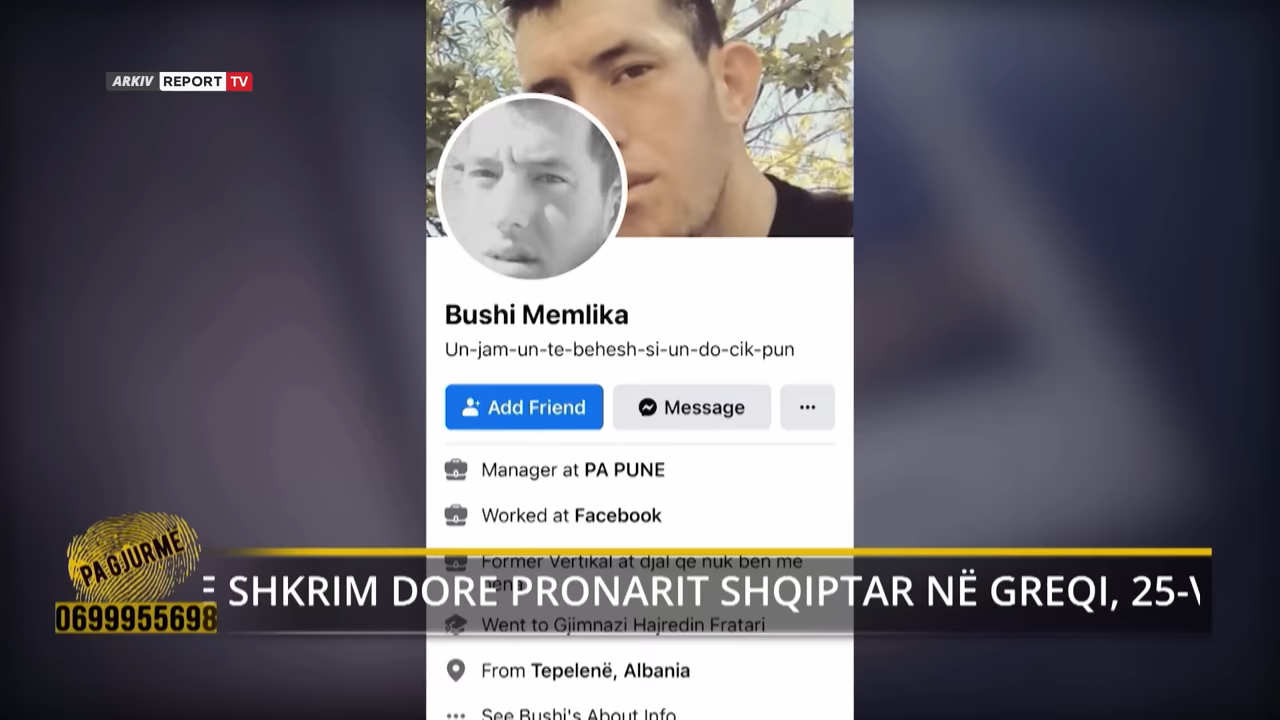 ARKIV REPORT TV
Bushi Memlika
Un-jam-un-te-behesh-si-un-do-cik-pun
Add Friend
Message
Manager at PA PUNE
Worked at Facebook
Former Vertikal at djal qe nuk ben me
PA GJURMË
SHKRIM DORE PRONARIT SHQIPTAR NË GREQI, 25-
0699955698
Went to Gjimnazi Hajredin Fratari
From Tepelenë, Albania
See Bushi's About Info